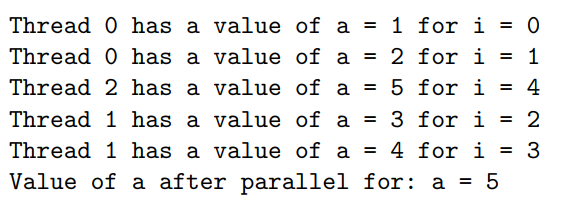 Thread 0 has a value of a = 1 for i = 0
Thread 0 has a value of a = 2 for i = 1
Thread 2 has a value of a = 5 for i = 4
Thread 1 has a value of a = 3 for i = 2
Thread 1 has a value of a = 4 for i = 3
Value of a after parallel for: a = 5